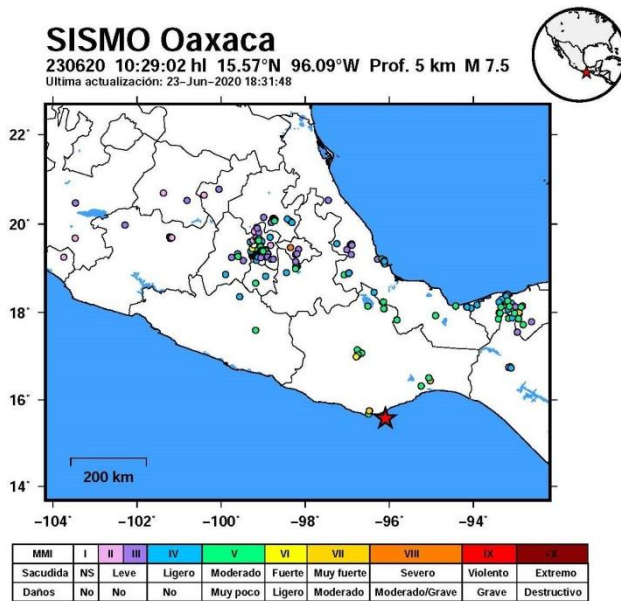 SISMO Oaxaca
230620 10:29:02 hl 15.57°N 96.09°W Prof. 5 km M 7.5
Última actualización: 23-Jun-2020 18:31:48
22°
20°
18°
16°
14°
200 km
-104° -102° -100° -98° -96° -94°
MMI I II III IV V VI VII VIII IX +X
Sacudida NS Leve Ligero Moderado Fuerte Muy fuerte Severo Violento Extremo
Daños No No No Muy poco Ligero Moderado Moderado/Grave Grave Destructivo